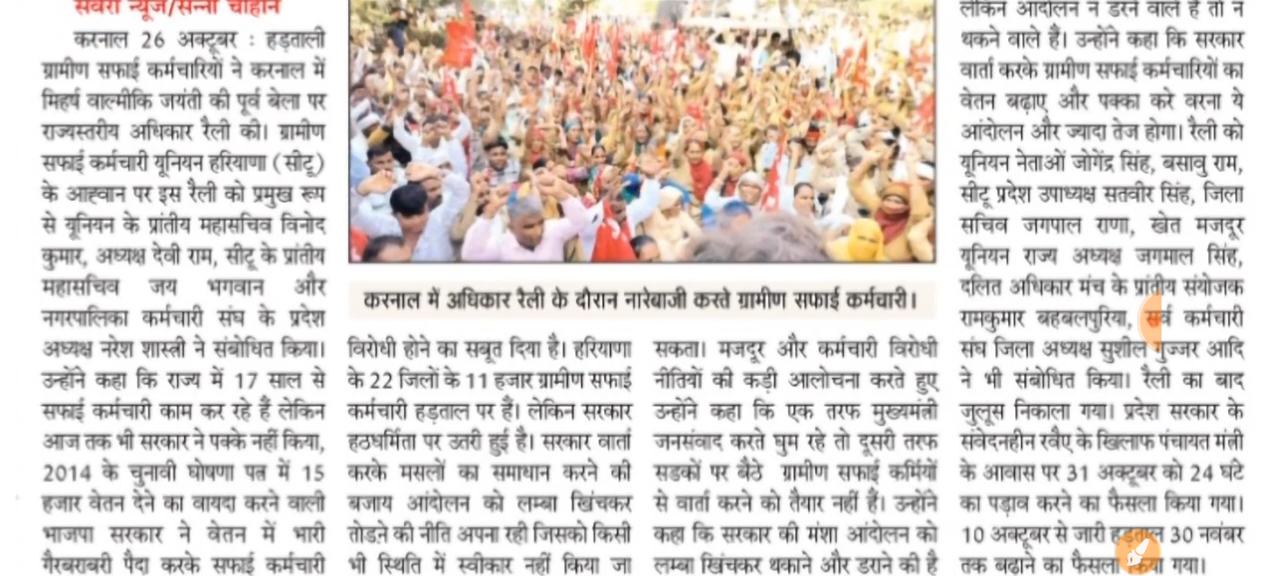 सवेरा न्यूज/सन्नी चौहान
करनाल 26 अक्टूबर : हड़ताली
ग्रामीण सफाई कर्मचारियों ने करनाल में
मिहर्ष वाल्मीकि जयंती की पूर्व बेला पर
राज्यस्तरीय अधिकार रैली की। ग्रामीण
सफाई कर्मचारी यूनियन हरियाणा (सीटू)
के आह्वान पर इस रैली को प्रमुख रूप
से यूनियन के प्रांतीय महासचिव विनोद
कुमार, अध्यक्ष देवी राम, सीटू के प्रांतीय
महासचिव जय भगवान और
नगरपालिका कर्मचारी संघ के प्रदेश
अध्यक्ष नरेश शास्त्री ने संबोधित किया।
उन्होंने कहा कि राज्य में 17 साल से
सफाई कर्मचारी काम कर रहे हैं लेकिन
आज तक भी सरकार ने पक्के नहीं किया,
2014 के चुनावी घोषणा पत्र में 15
हजार वेतन देने का वायदा करने वाली
भाजपा सरकार ने वेतन में भारी
गैरबराबरी पैदा करके सफाई कर्मचारी
करनाल में अधिकार रैली के दौरान नारेबाजी करते ग्रामीण सफाई कर्मचारी।
विरोधी होने का सबूत दिया है। हरियाणा
के 22 जिलों के 11 हजार ग्रामीण सफाई
कर्मचारी हड़ताल पर हैं। लेकिन सरकार
हठधर्मिता पर उतरी हुई है। सरकार वार्ता
करके मसलों का समाधान करने की
बजाय आंदोलन को लम्बा खिंचकर
तोडऩे की नीति अपना रही जिसको किसी
भी स्थिति में स्वीकार नहीं किया जा
सकता। मजदूर और कर्मचारी विरोधी
नीतियों की कड़ी आलोचना करते हुए
उन्होंने कहा कि एक तरफ मुख्यमंत्री
जनसंवाद करते घुम रहे तो दूसरी तरफ
सडकों पर बैठे ग्रामीण सफाई कर्मियों
से वार्ता करने को तैयार नहीं हैं। उन्होंने
कहा कि सरकार की मंशा आंदोलन को
लम्बा खिंचकर थकाने और डराने की है
लेकिन आंदोलन न डरने वाले हैं तो न
थकने वाले हैं। उन्होंने कहा कि सरकार
वार्ता करके ग्रामीण सफाई कर्मचारियों का
वेतन बढ़ाए और पक्का करे वरना ये
आंदोलन और ज्यादा तेज होगा। रैली को
यूनियन नेताओं जोगेंद्र सिंह, बसावु राम,
सीटू प्रदेश उपाध्यक्ष सतवीर सिंह, जिला
सचिव जगपाल राणा, खेत मजदूर
यूनियन राज्य अध्यक्ष जगमाल सिंह,
दलित अधिकार मंच के प्रांतीय संयोजक
रामकुमार बहबलपुरिया, सर्व कर्मचारी
संघ जिला अध्यक्ष सुशील गुज्जर आदि
ने भी संबोधित किया। रैली का बाद
जुलूस निकाला गया। प्रदेश सरकार के
संवेदनहीन रवैए के खिलाफ पंचायत मंत्री
के आवास पर 31 अक्टूबर को 24 घंटे
का पड़ाव करने का फैसला किया गया।
10 अक्टूबर से जारी हड़ताल 30 नवंबर
तक बढ़ाने का फैसला किया गया।